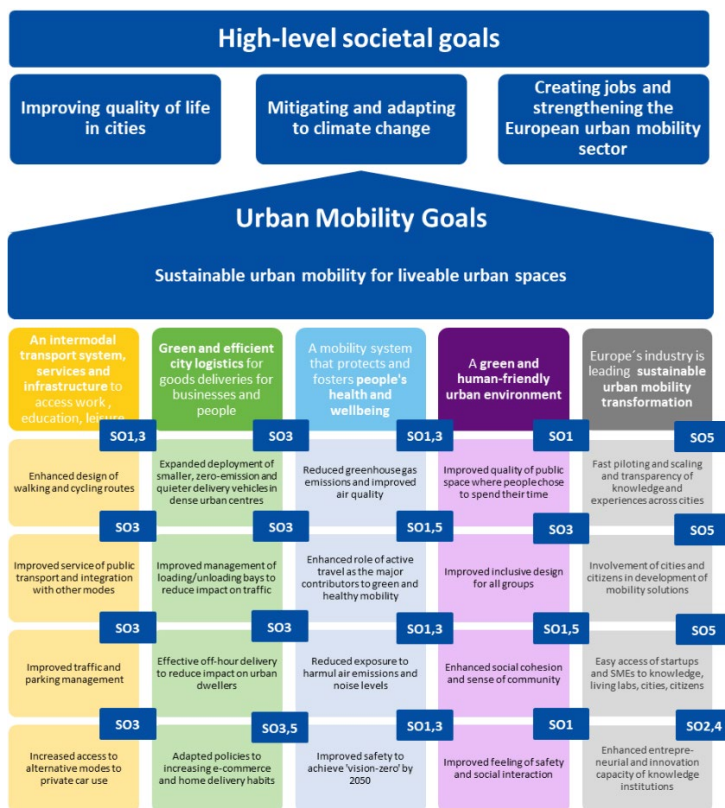 High-level societal goals
Improving quality of life
in cities
Mitigating and adapting
to climate change
Creating jobs and
strengthening the
European urban mobility
sector
Urban Mobility Goals
Sustainable urban mobility for liveable urban spaces
An intermodal
transport system,
services and
infrastructure to
access work ,
education, leisure
Green and efficient
city logistics for
goods deliveries for
businesses and
people
A mobility system
that protects and
fosters people's
health and
wellbeing
A green and
human-friendly
urban environment
Europe´s industry is
leading sustainable
urban mobility
transformation
SO1,3
SO3
SO1,3
SO1
SO5
Enhanced design of
walking and cycling routes
Expanded deployment of
smaller, zero-emission and
quieter delivery vehicles in
dense urban centres
Reduced greenhouse gas
emissions and improved
air quality
Improved quality of public
space where people chose
to spend their time
Fast piloting and scaling
and transparency of
knowledge and
experiences across cities
SO3
SO3
SO1,5
SO3
SO5
Improved service of public
transport and integration
with other modes
Improved management of
loading/unloading bays to
reduce impact on traffic
Enhanced role of active
travel as the major
contributors to green and
healthy mobility
Improved inclusive design
for all groups
Involvement of cities and
citizens in development of
mobility solutions
SO3
SO3
SO1,3
SO1,5
SO5
Improved traffic and
parking management
Effective off-hour delivery
to reduce impact on urban
dwellers
Reduced exposure to
harmul air emissions and
noise levels
Enhanced social cohesion
and sense of community
Easy access of startups
and SMEs to knowledge,
living labs, cities, citizens
SO3
SO3,5
SO1,3
SO1
SO2,4
Increased access to
alternative modes to
private car use
Adapted policies to
increasing e-commerce
and home delivery habits
Improved safety to
achieve 'vision-zero' by
2050
Improved feeling of safety
and social interaction
Enhanced entrepre-
neurial and innovation
capacity of knowledge
institutions